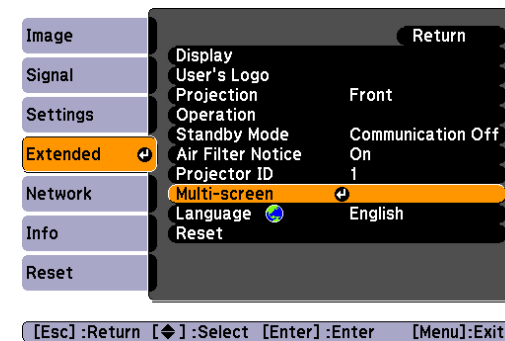 Image
Signal
Settings
Extended
Network
Info
Reset
Return
Display
User's Logo
Projection Front
Operation
Standby Mode Communication Off
Air Filter Notice On
Projector ID 1
Multi-screen
Language English
Reset
[Esc] :Return [◆] :Select [Enter] :Enter [Menu]:Exit